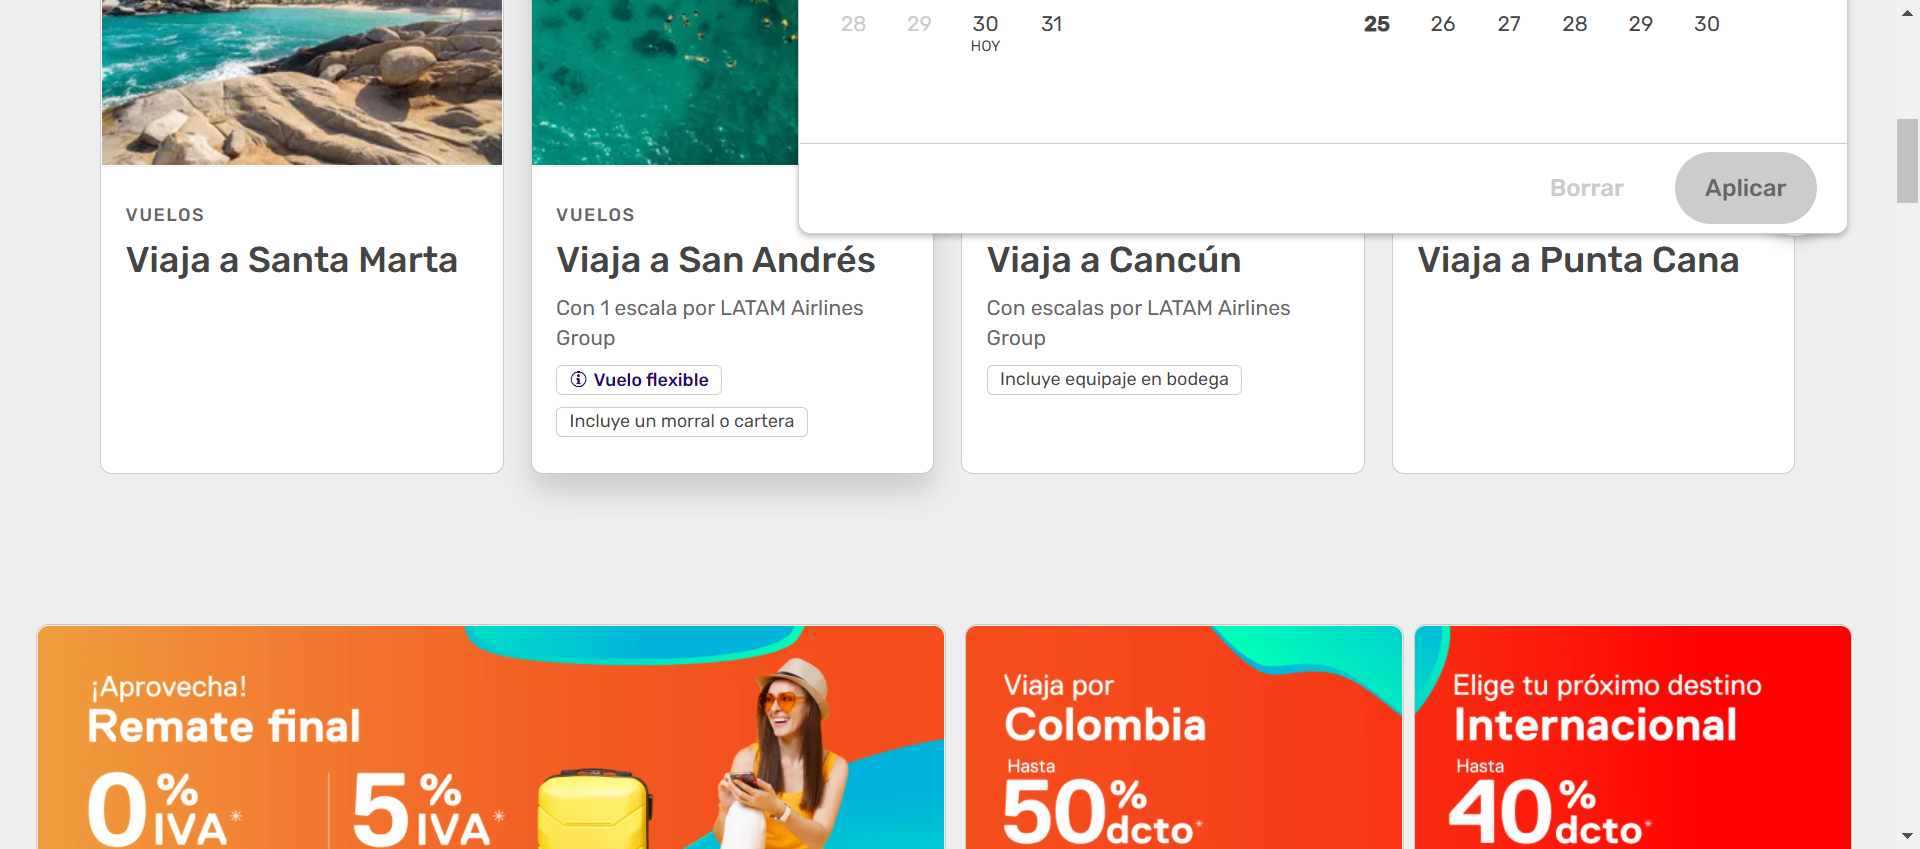 28 29 30 31 25 26 27 28 29 30
HOY
Borrar Aplicar
VUELOS
Viaja a Santa Marta
VUELOS
Viaja a San Andrés
Con 1 escala por LATAM Airlines
Group
Vuelo flexible
Incluye un morral o cartera
Viaja a Cancún
Con escalas por LATAM Airlines
Group
Incluye equipaje en bodega
Viaja a Punta Cana
¡Aprovecha!
Remate final
0% IVA* 5% IVA*
Viaja por
Colombia
Hasta
50% dcto*
Elige tu próximo destino
Internacional
Hasta
40% dcto*